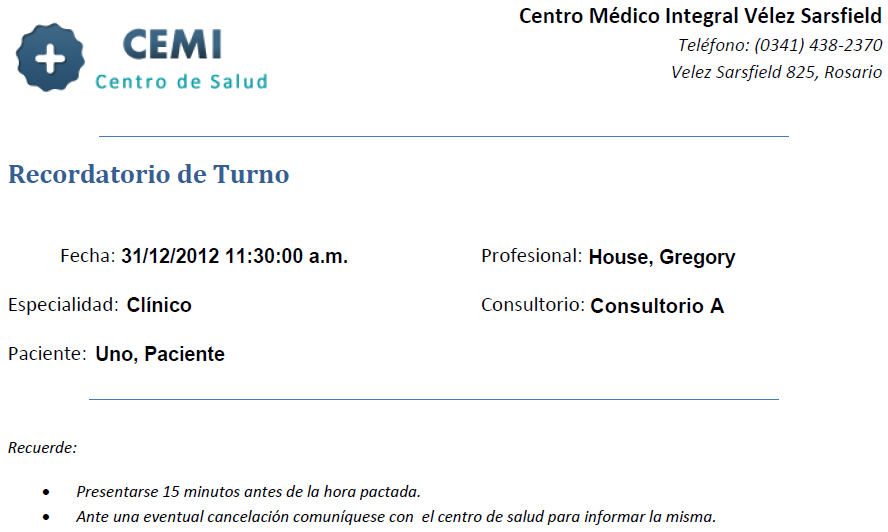 CEMI
Centro de Salud
Centro Médico Integral Vélez Sarsfield
Teléfono: (0341) 438-2370
Velez Sarsfield 825, Rosario
Recordatorio de Turno
Fecha: 31/12/2012 11:30:00 a.m.
Profesional: House, Gregory
Especialidad: Clínico
Consultorio: Consultorio A
Paciente: Uno, Paciente
Recuerde:
• Presentarse 15 minutos antes de la hora pactada.
• Ante una eventual cancelación comuníquese con  el centro de salud para informar la misma.